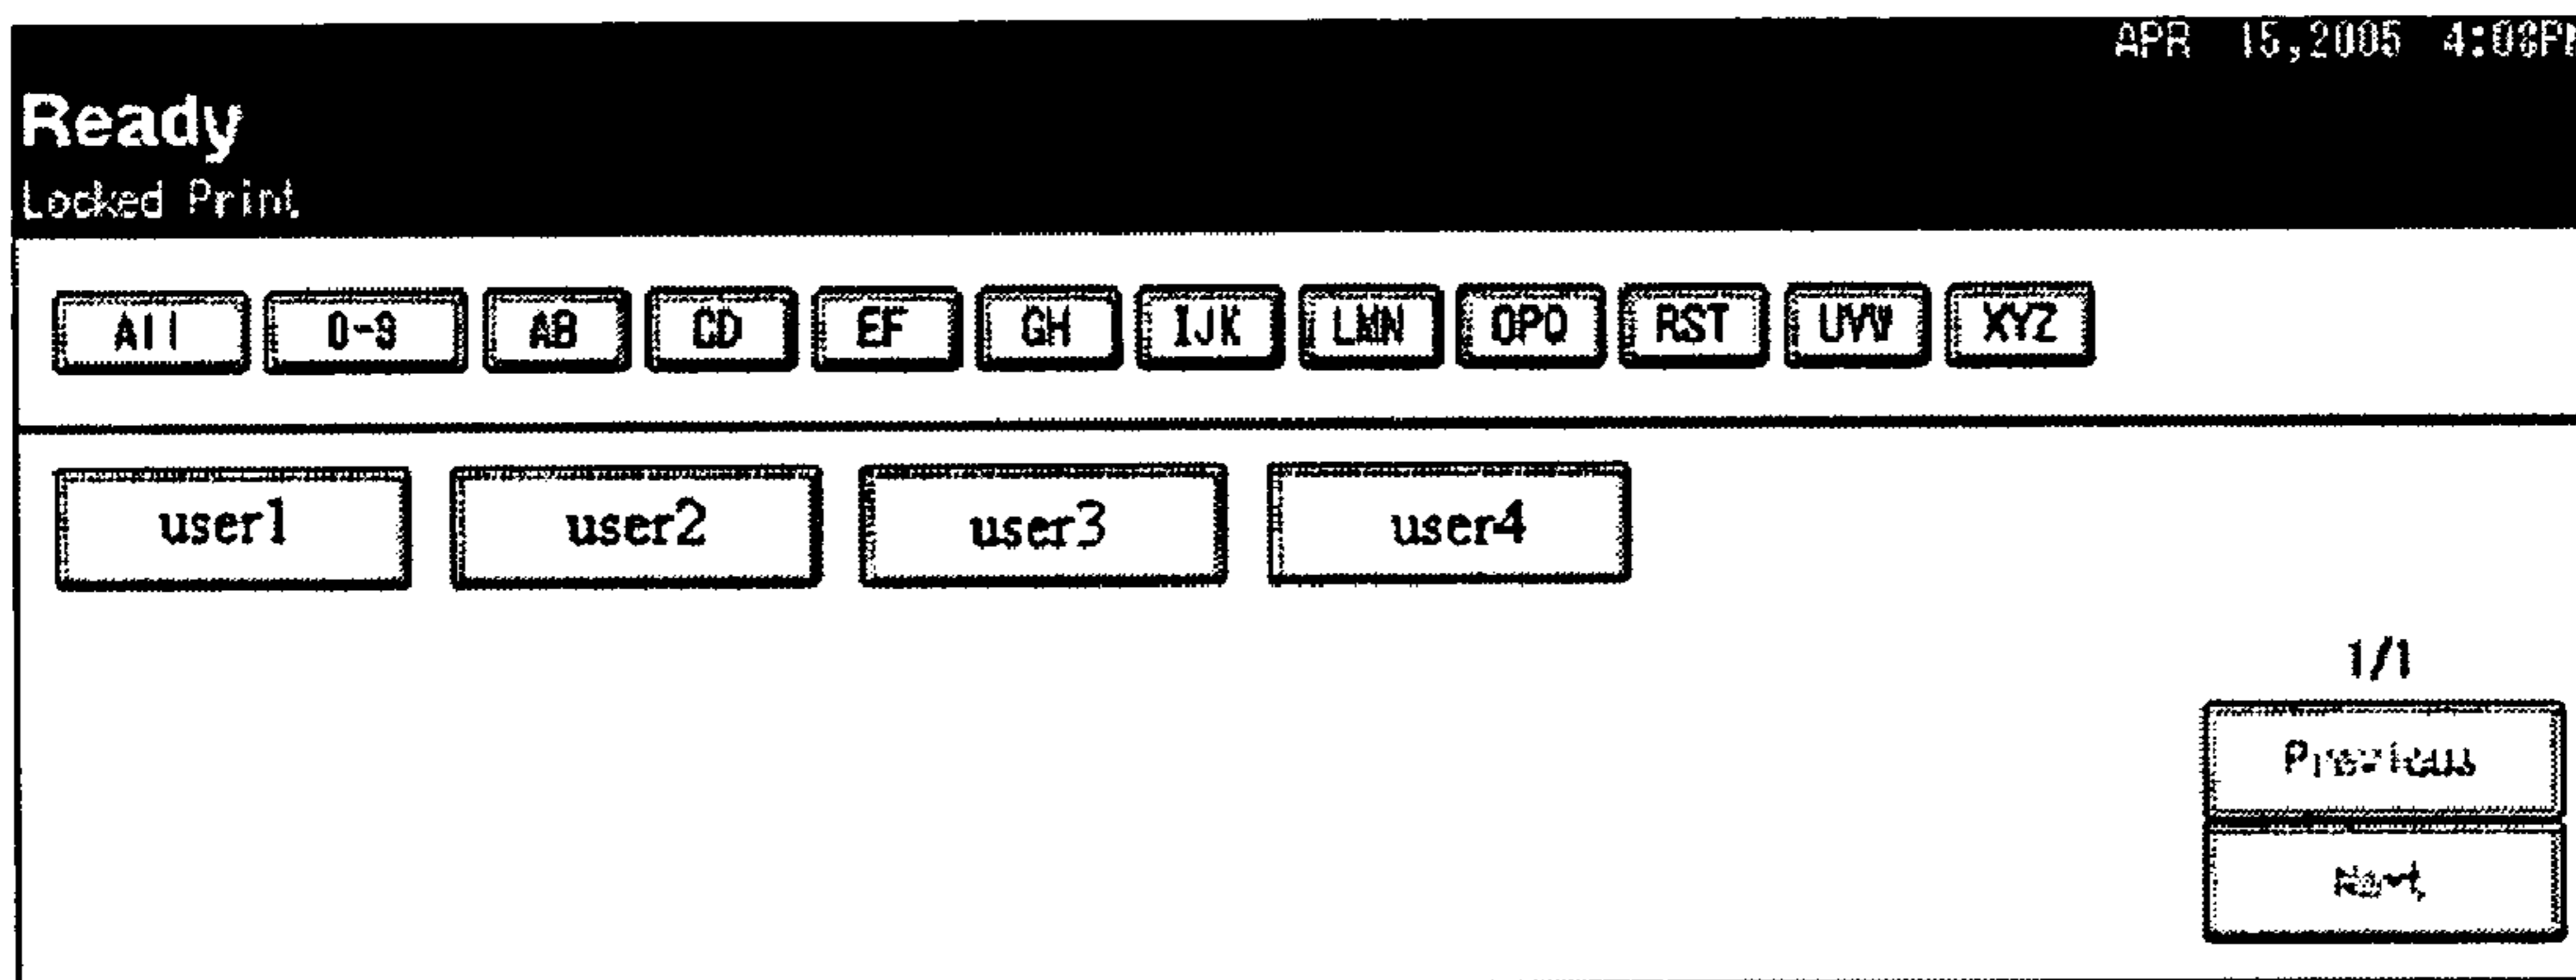 APR 15,2005
Ready
Locked Print
All 0-9 AB CD EF GH IJK LMN OPQ RST UVW XYZ
user1 user2 user3 user4
1/1
Previous
Next